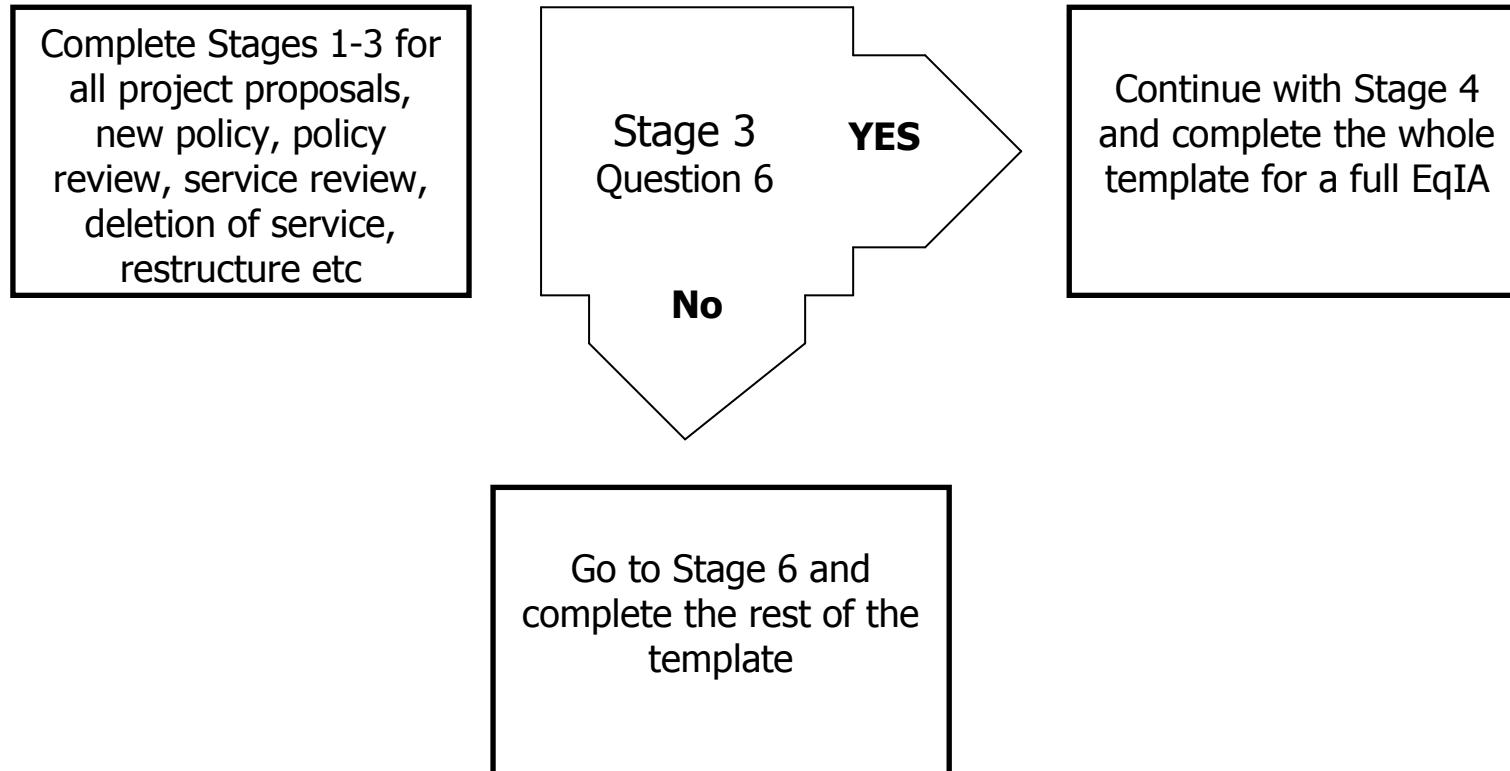 Complete Stages 1-3 for
all project proposals,
new policy, policy
review, service review,
deletion of service,
restructure etc
Stage 3
Question 6
YES
No
Continue with Stage 4
and complete the whole
template for a full EqIA
Go to Stage 6 and
complete the rest of the
template